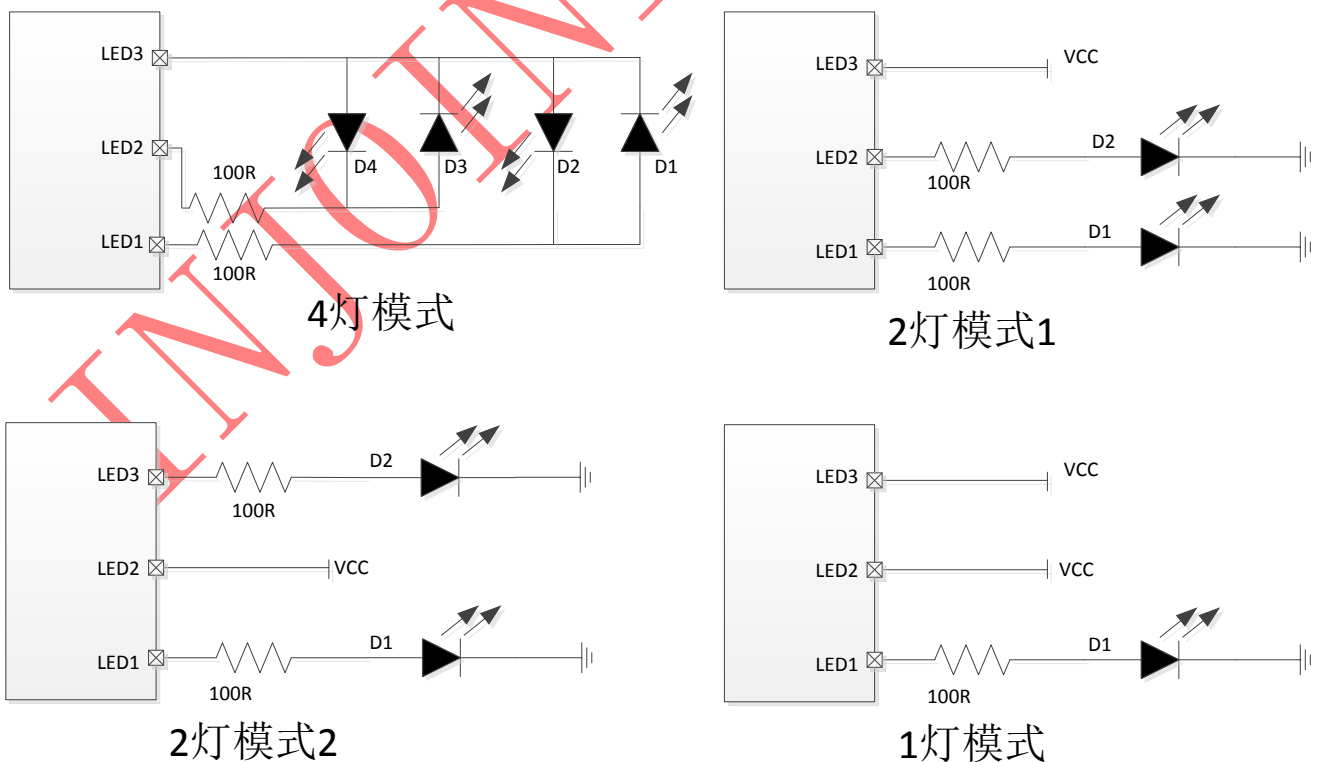 LED3
LED2
LED1
100R
100R
D4
D3
D2
D1
4灯模式
LED3
VCC
LED2
100R
D2
LED1
100R
D1
2灯模式1
LED3
100R
D2
LED2
VCC
LED1
100R
D1
2灯模式2
LED3
VCC
LED2
VCC
LED1
100R
D1
1灯模式
INJOIN